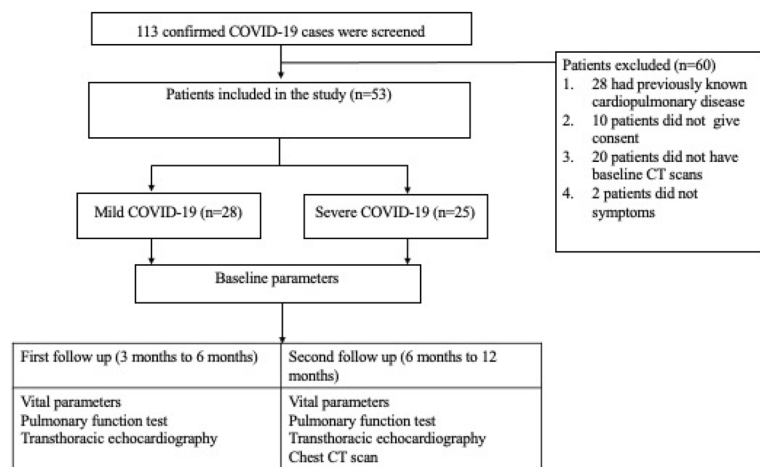 113 confirmed COVID-19 cases were screened
Patients included in the study (n=53)
Patients excluded (n=60)
1. 28 had previously known
cardiopulmonary disease
2. 10 patients did not give
consent
3. 20 patients did not have
baseline CT scans
4. 2 patients did not
symptoms
Mild COVID-19 (n=28)
Severe COVID-19 (n=25)
Baseline parameters
First follow up (3 months to 6 months)
Second follow up (6 months to 12
months)
Vital parameters
Pulmonary function test
Transthoracic echocardiography
Vital parameters
Pulmonary function test
Transthoracic echocardiography
Chest CT scan